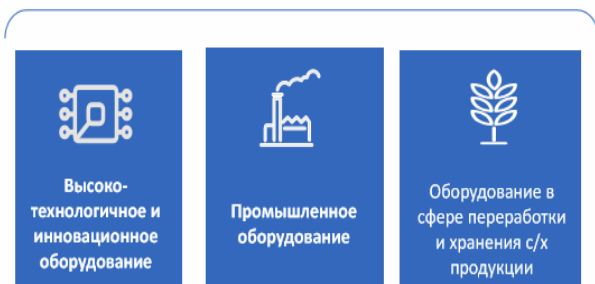 Высоко-
технологичное и
инновационное
оборудование
Промышленное
оборудование
Оборудование в
сфере переработки
и хранения с/х
продукции